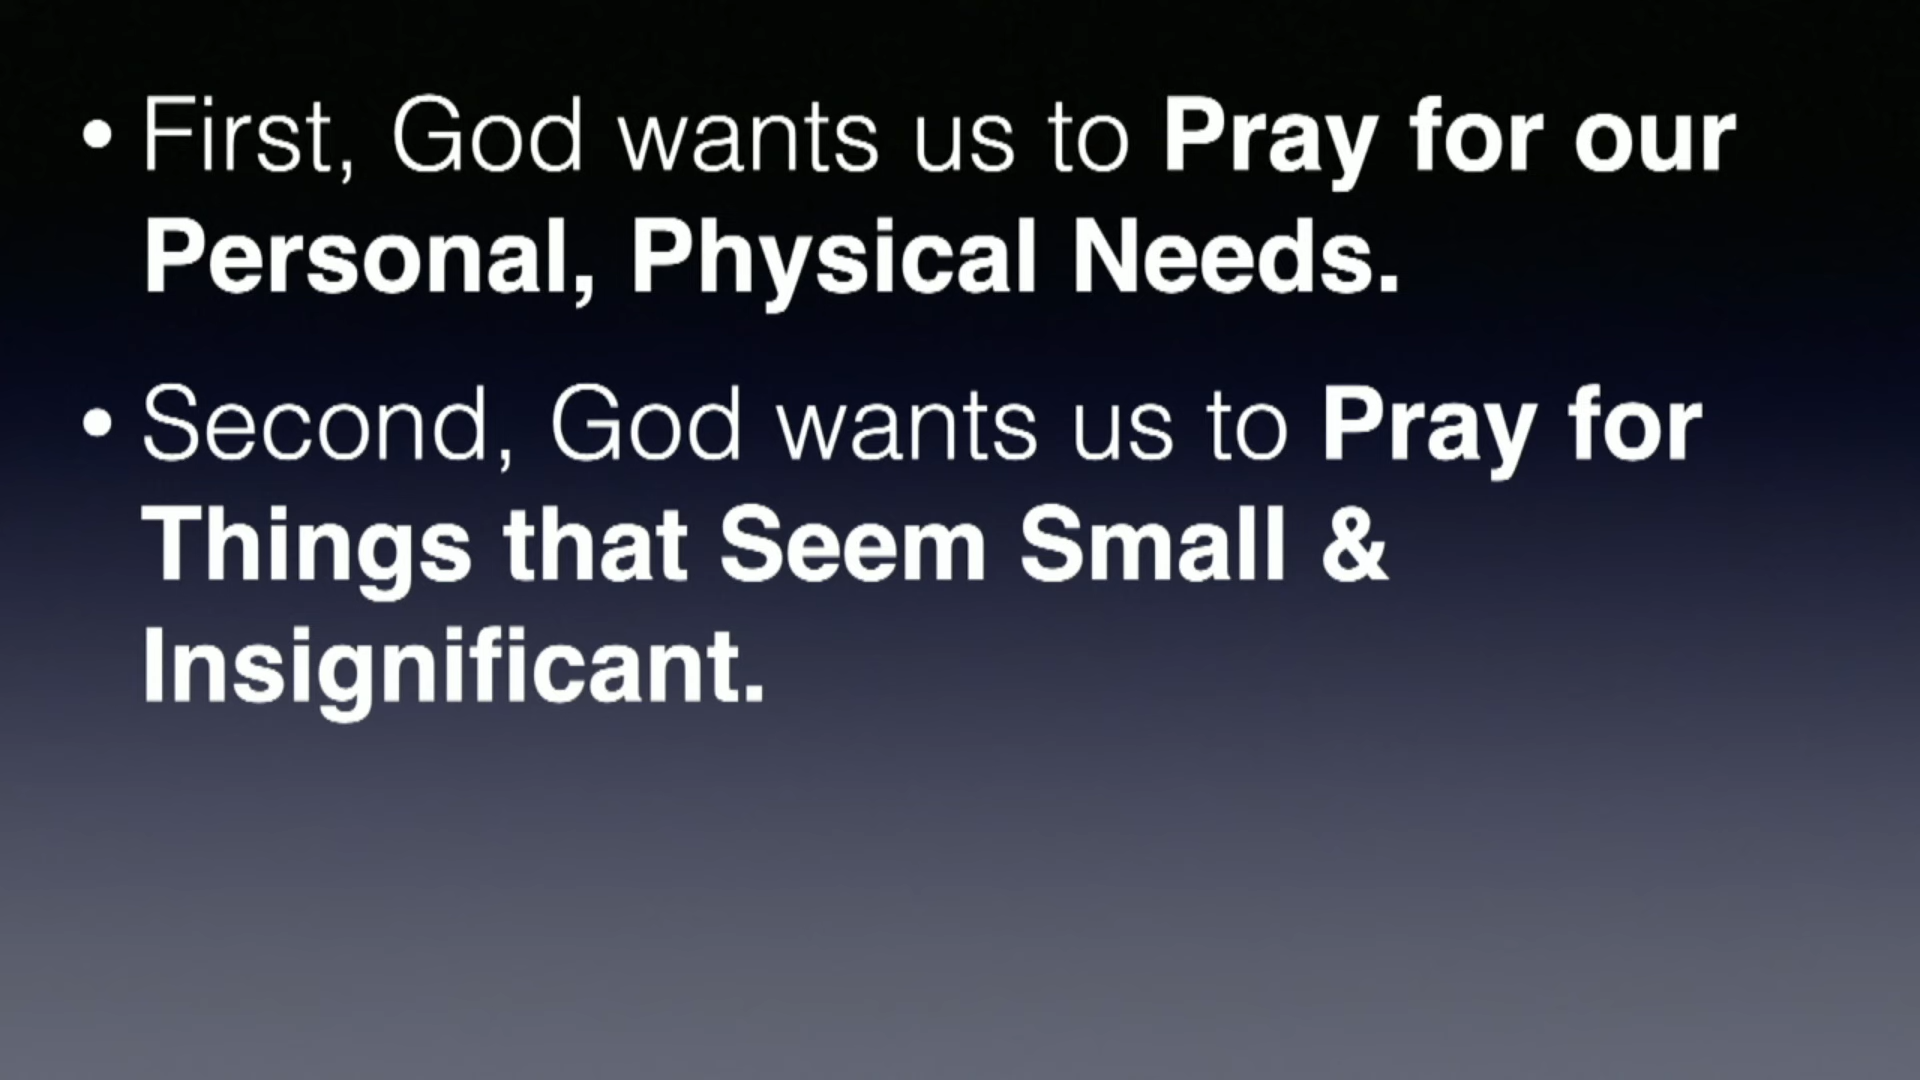 • First, God wants us to Pray for our
Personal, Physical Needs.
• Second, God wants us to Pray for
Things that Seem Small &
Insignificant.